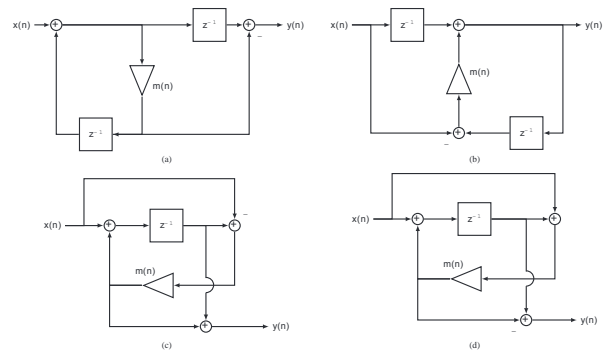 x(n) z⁻¹ y(n)
−
m(n)
z⁻¹
(a)
x(n) z⁻¹ y(n)
m(n)
z⁻¹
−
(b)
−
x(n) z⁻¹
m(n)
y(n)
(c)
x(n) z⁻¹
m(n)
y(n)
−
(d)